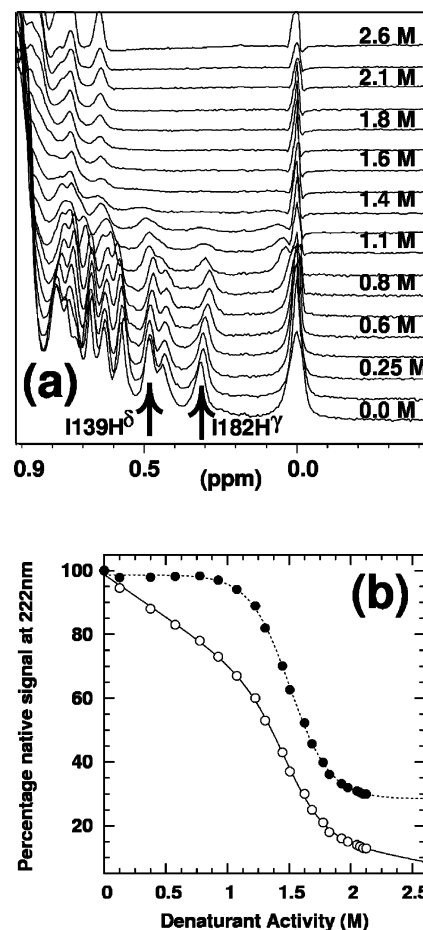 2.6 M
2.1 M
1.8 M
1.6 M
1.4 M
1.1 M
0.8 M
0.6 M
0.25 M
0.0 M
(a)
I139Hδ
I182Hγ
0.9
0.5
0.0
(ppm)
(b)
Percentage native signal at 222nm
100
80
60
40
20
0
0.5
1
1.5
2
2.5
Denaturant Activity (M)